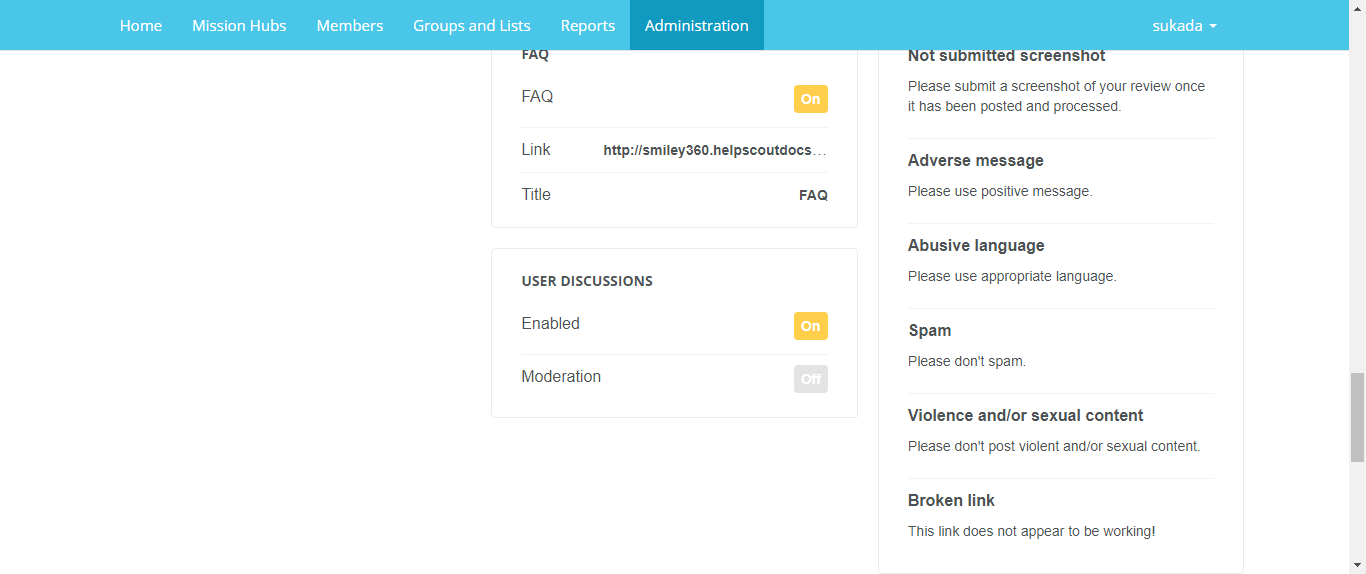 Home Mission Hubs Members Groups and Lists Reports Administration sukada
FAQ
FAQ On
Link http://smiley360.helpscoutdocs...
Title FAQ
USER DISCUSSIONS
Enabled On
Moderation Off
Not submitted screenshot
Please submit a screenshot of your review once
it has been posted and processed.
Adverse message
Please use positive message.
Abusive language
Please use appropriate language.
Spam
Please don't spam.
Violence and/or sexual content
Please don't post violent and/or sexual content.
Broken link
This link does not appear to be working!